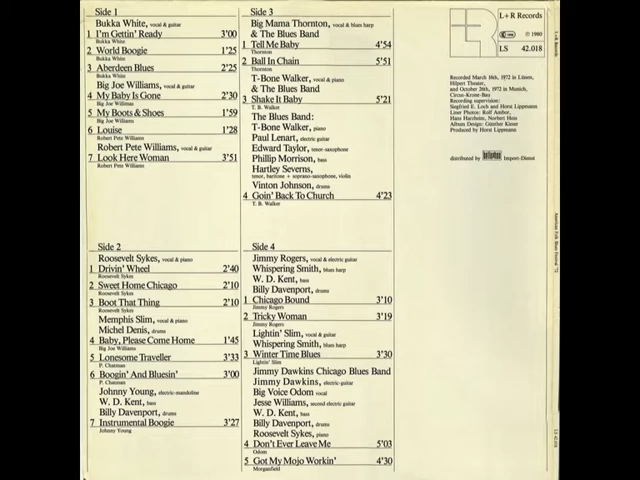 Side 1
Bukka White, vocal & guitar
1 I'm Gettin' Ready 3'00
Bukka White
2 World Boogie 1'25
Bukka White
3 Aberdeen Blues 2'25
Bukka White
Big Joe Williams, vocal & guitar
4 My Baby Is Gone 2'30
Big Joe Williams
5 My Boots & Shoes 1'59
Big Joe Williams
6 Louise 1'28
Robert Pete Williams
Robert Pete Williams, vocal & guitar
7 Look Here Woman 3'51
Robert Pete Williams
Side 2
Roosevelt Sykes, vocal & piano
1 Drivin' Wheel 2'40
Roosevelt Sykes
2 Sweet Home Chicago 2'10
Roosevelt Sykes
3 Boot That Thing 2'10
Roosevelt Sykes
Memphis Slim, vocal & piano
Michel Denis, drums
4 Baby, Please Come Home 1'45
Big Joe Williams
5 Lonesome Traveller 3'33
P. Chatman
6 Boogin' And Bluesin' 3'00
P. Chatman
Johnny Young, electric-mandoline
W. D. Kent, bass
Billy Davenport, drums
7 Instrumental Boogie 3'27
Johnny Young
Side 3
Big Mama Thornton, vocal & blues harp
& The Blues Band
1 Tell Me Baby 4'54
Thornton
2 Ball In Chain 5'51
Thornton
T-Bone Walker, vocal & piano
& The Blues Band
3 Shake It Baby 5'21
T. B. Walker
The Blues Band:
T-Bone Walker, piano
Paul Lenart, electric guitar
Edward Taylor, tenor-saxophone
Phillip Morrison, bass
Hartley Severns,
tenor, baritone + soprano-saxophone, violin
Vinton Johnson, drums
4 Goin' Back To Church 4'23
T. B. Walker
Side 4
Jimmy Rogers, vocal & electric guitar
Whispering Smith, blues harp
W. D. Kent, bass
Billy Davenport, drums
1 Chicago Bound 3'10
Jimmy Rogers
2 Tricky Woman 3'19
Jimmy Rogers
Lightin' Slim, vocal & guitar
Whispering Smith, blues harp
3 Winter Time Blues 3'30
Lightin' Slim
Jimmy Dawkins Chicago Blues Band
Jimmy Dawkins, electric-guitar
Big Voice Odom vocal
Jesse Williams, second electric guitar
W. D. Kent, bass
Billy Davenport, drums
Roosevelt Sykes, piano
4 Don't Ever Leave Me 5'03
Odom
5 Got My Mojo Workin' 4'30
Morganfield
L+R Records
℗ 1980
LS 42.018
Recorded March 18th, 1972 in Lünen,
Hilpert Theater,
and October 26th, 1972 in Munich,
Circus-Krone-Bau
Recording supervision:
Siegfried E. Loch and Horst Lippmann
Liner Photos: Rolf Ambor,
Hans Harzheim, Norbert Hess
Album Design: Günther Kieser
Produced by Horst Lippmann
distributed by bellaphon Import-Dienst
L+R Records
American Folk Blues Festival '72
LS 42.018